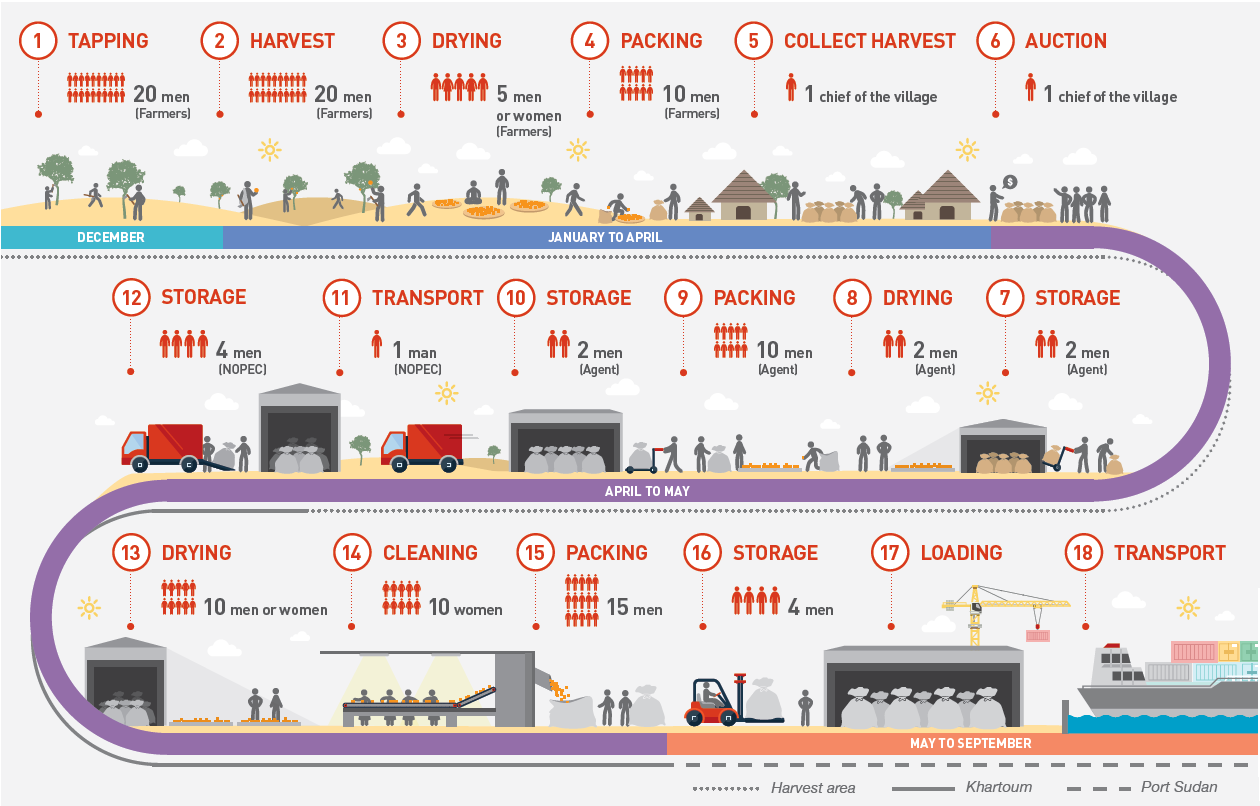 1 TAPPING
20 men
(Farmers)
2 HARVEST
20 men
(Farmers)
3 DRYING
5 men
or women
(Farmers)
4 PACKING
10 men
(Farmers)
5 COLLECT HARVEST
1 chief of the village
6 AUCTION
1 chief of the village
$
DECEMBER
JANUARY TO APRIL
12 STORAGE
4 men
(NOPEC)
11 TRANSPORT
1 man
(NOPEC)
10 STORAGE
2 men
(Agent)
9 PACKING
10 men
(Agent)
8 DRYING
2 men
(Agent)
7 STORAGE
2 men
(Agent)
APRIL TO MAY
13 DRYING
10 men or women
14 CLEANING
10 women
15 PACKING
15 men
16 STORAGE
4 men
17 LOADING
18 TRANSPORT
MAY TO SEPTEMBER
Harvest area
Khartoum
Port Sudan